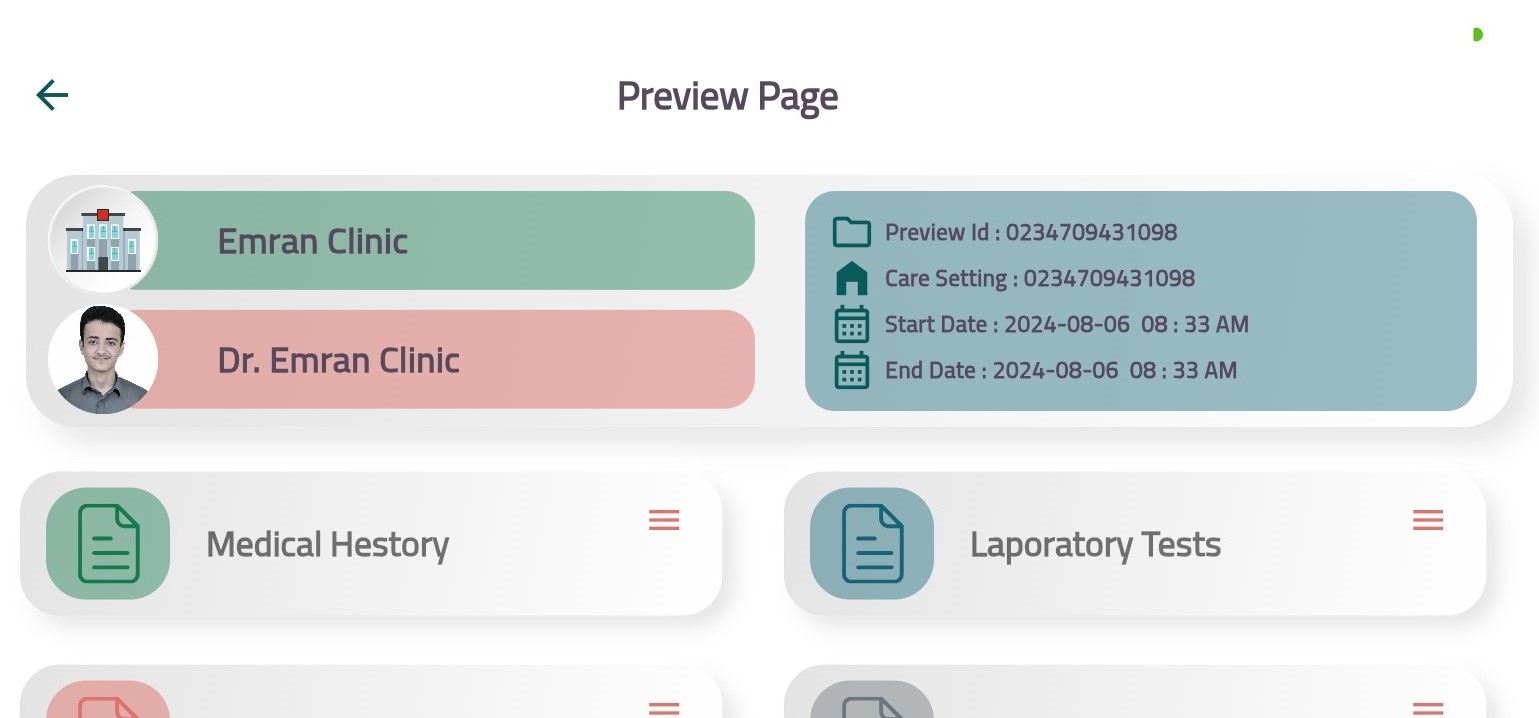 Preview Page
Emran Clinic
Dr. Emran Clinic
Preview Id : 0234709431098
Care Setting : 0234709431098
Start Date : 2024-08-06  08 : 33 AM
End Date : 2024-08-06  08 : 33 AM
Medical Hestory
Laporatory Tests